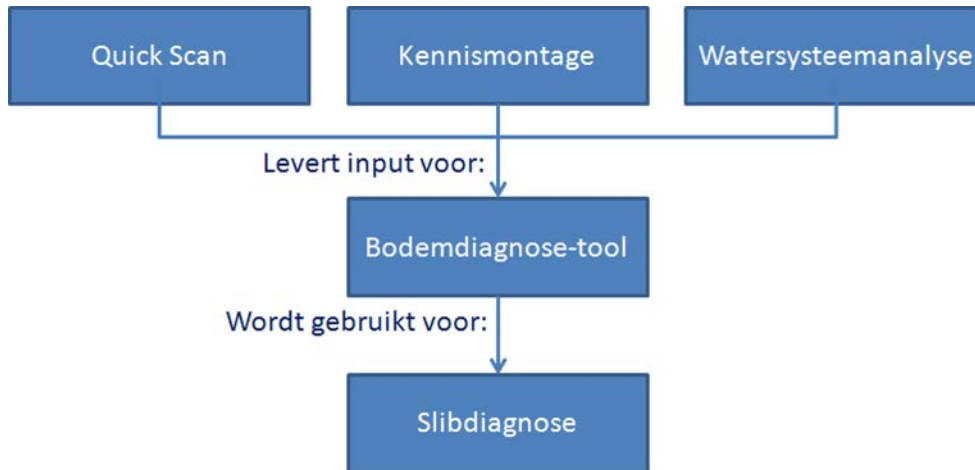 Quick Scan
Kennismontage
Watersysteemanalyse
Levert input voor:
Bodemdiagnose-tool
Wordt gebruikt voor:
Slibdiagnose